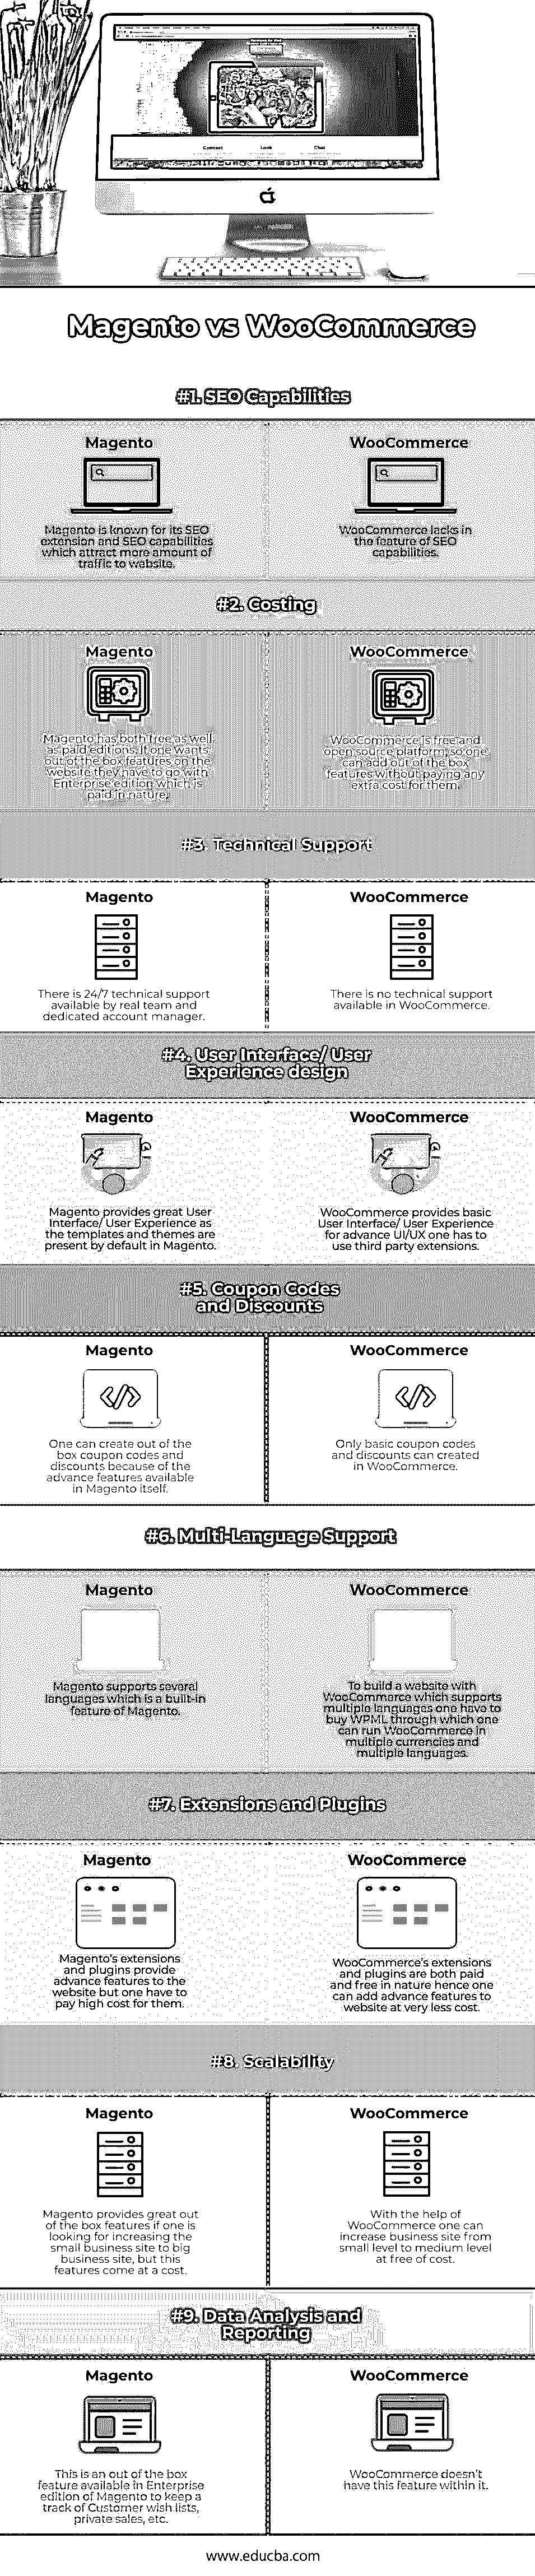 Connect
Look
Chat
Magento vs WooCommerce
#1. SEO Capabilities
Magento
Magento is known for its SEO
extension and SEO capabilities
which attract more amount of
traffic to website.
WooCommerce
WooCommerce lacks in
the feature of SEO
capabilities.
#2. Costing
Magento
Magento has both free as well
as paid editions. If one wants
out of the box features on the
website they have to go with
Enterprise edition which is
paid in nature.
WooCommerce
WooCommerce is free and
open source platform, so one
can add out of the box
features without paying any
extra cost for them.
#3. Technical Support
Magento
There is 24/7 technical support
available by real team and
dedicated account manager.
WooCommerce
There is no technical support
available in WooCommerce.
#4. User Interface/ User
Experience design
Magento
Magento provides great User
Interface/ User Experience as
the templates and themes are
present by default in Magento.
WooCommerce
WooCommerce provides basic
User Interface/ User Experience
for advance UI/UX one has to
use third party extensions.
#5. Coupon Codes
and Discounts
Magento
One can create out of the
box coupon codes and
discounts because of the
advance features available
in Magento itself.
WooCommerce
Only basic coupon codes
and discounts can created
in WooCommerce.
#6. Multi-Language Support
Magento
Magento supports several
languages which is a built-in
feature of Magento.
WooCommerce
To build a website with
WooCommerce which supports
multiple languages one have to
buy WPML through which one
can run WooCommerce in
multiple currencies and
multiple languages.
#7. Extensions and Plugins
Magento
Magento's extensions
and plugins provide
advance features to the
website but one have to
pay high cost for them.
WooCommerce
WooCommerce's extensions
and plugins are both paid
and free in nature hence one
can add advance features to
website at very less cost.
#8. Scalability
Magento
Magento provides great out
of the box features if one is
looking for increasing the
small business site to big
business site, but this
features come at a cost.
WooCommerce
With the help of
WooCommerce one can
increase business site from
small level to medium level
at free of cost.
#9. Data Analysis and
Reporting
Magento
This is an out of the box
feature available in Enterprise
edition of Magento to keep a
track of Customer wish lists,
private sales, etc.
WooCommerce
WooCommerce doesn't
have this feature within it.
www.educba.com